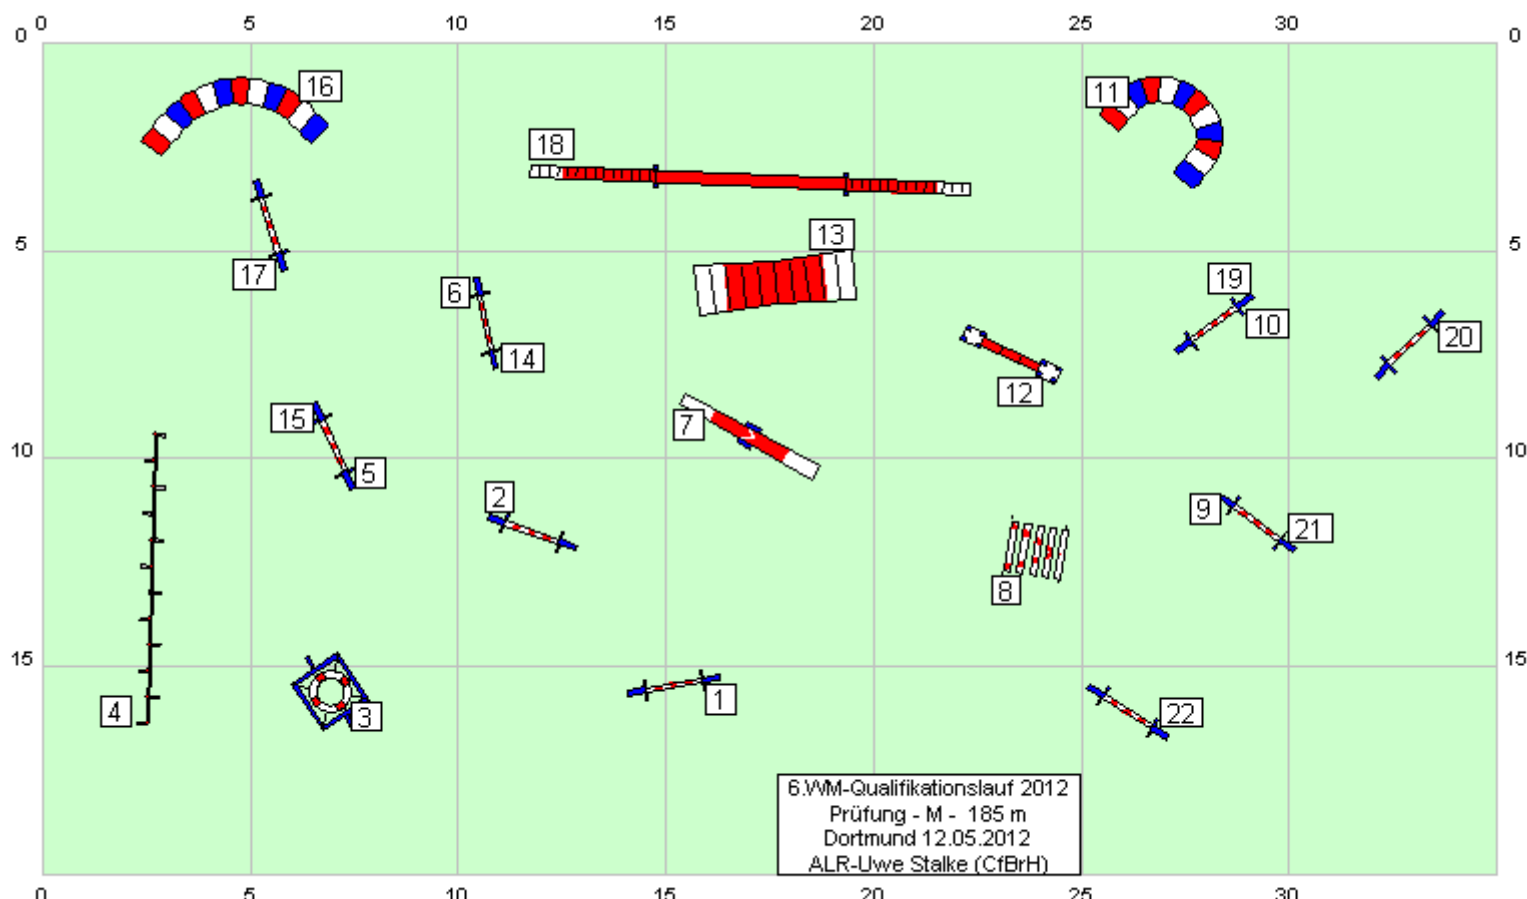 0 5 10 15 20 25 30
0 0
16 11
18
17 13
5 5
6 19
10 20
14 12
15 7
10 10
5
2 9 21
8
15 15
4 3 1 22
6.WM-Qualifikationslauf 2012
Prüfung - M - 185 m
Dortmund 12.05.2012
ALR-Uwe Stalke (CfBrH)
0 5 10 15 20 25 30